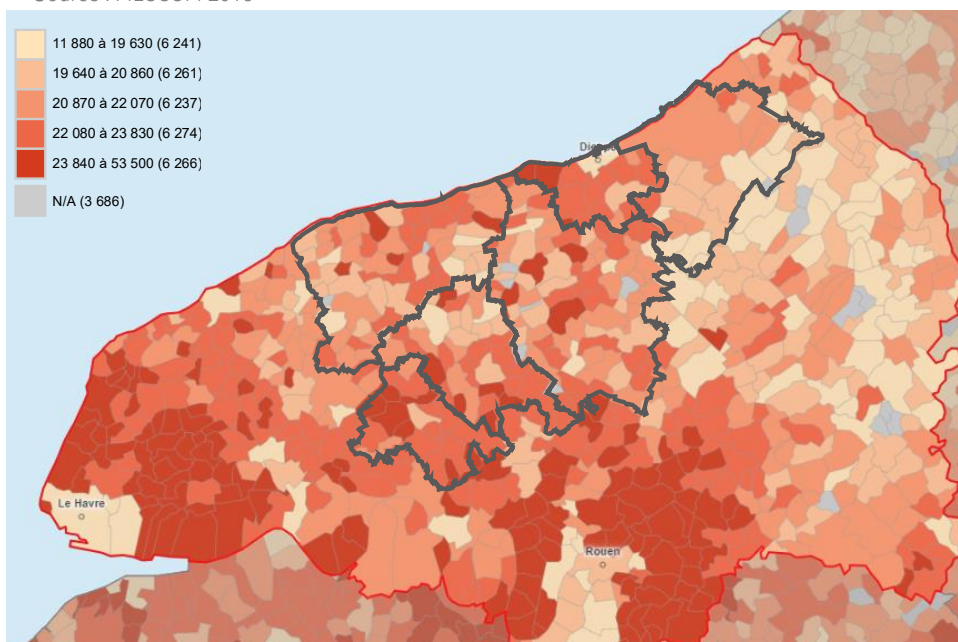 11 880 à 19 630 (6 241)
19 640 à 20 860 (6 261)
20 870 à 22 070 (6 237)
22 080 à 23 830 (6 274)
23 840 à 53 500 (6 266)
N/A (3 686)
Le Havre
Rouen